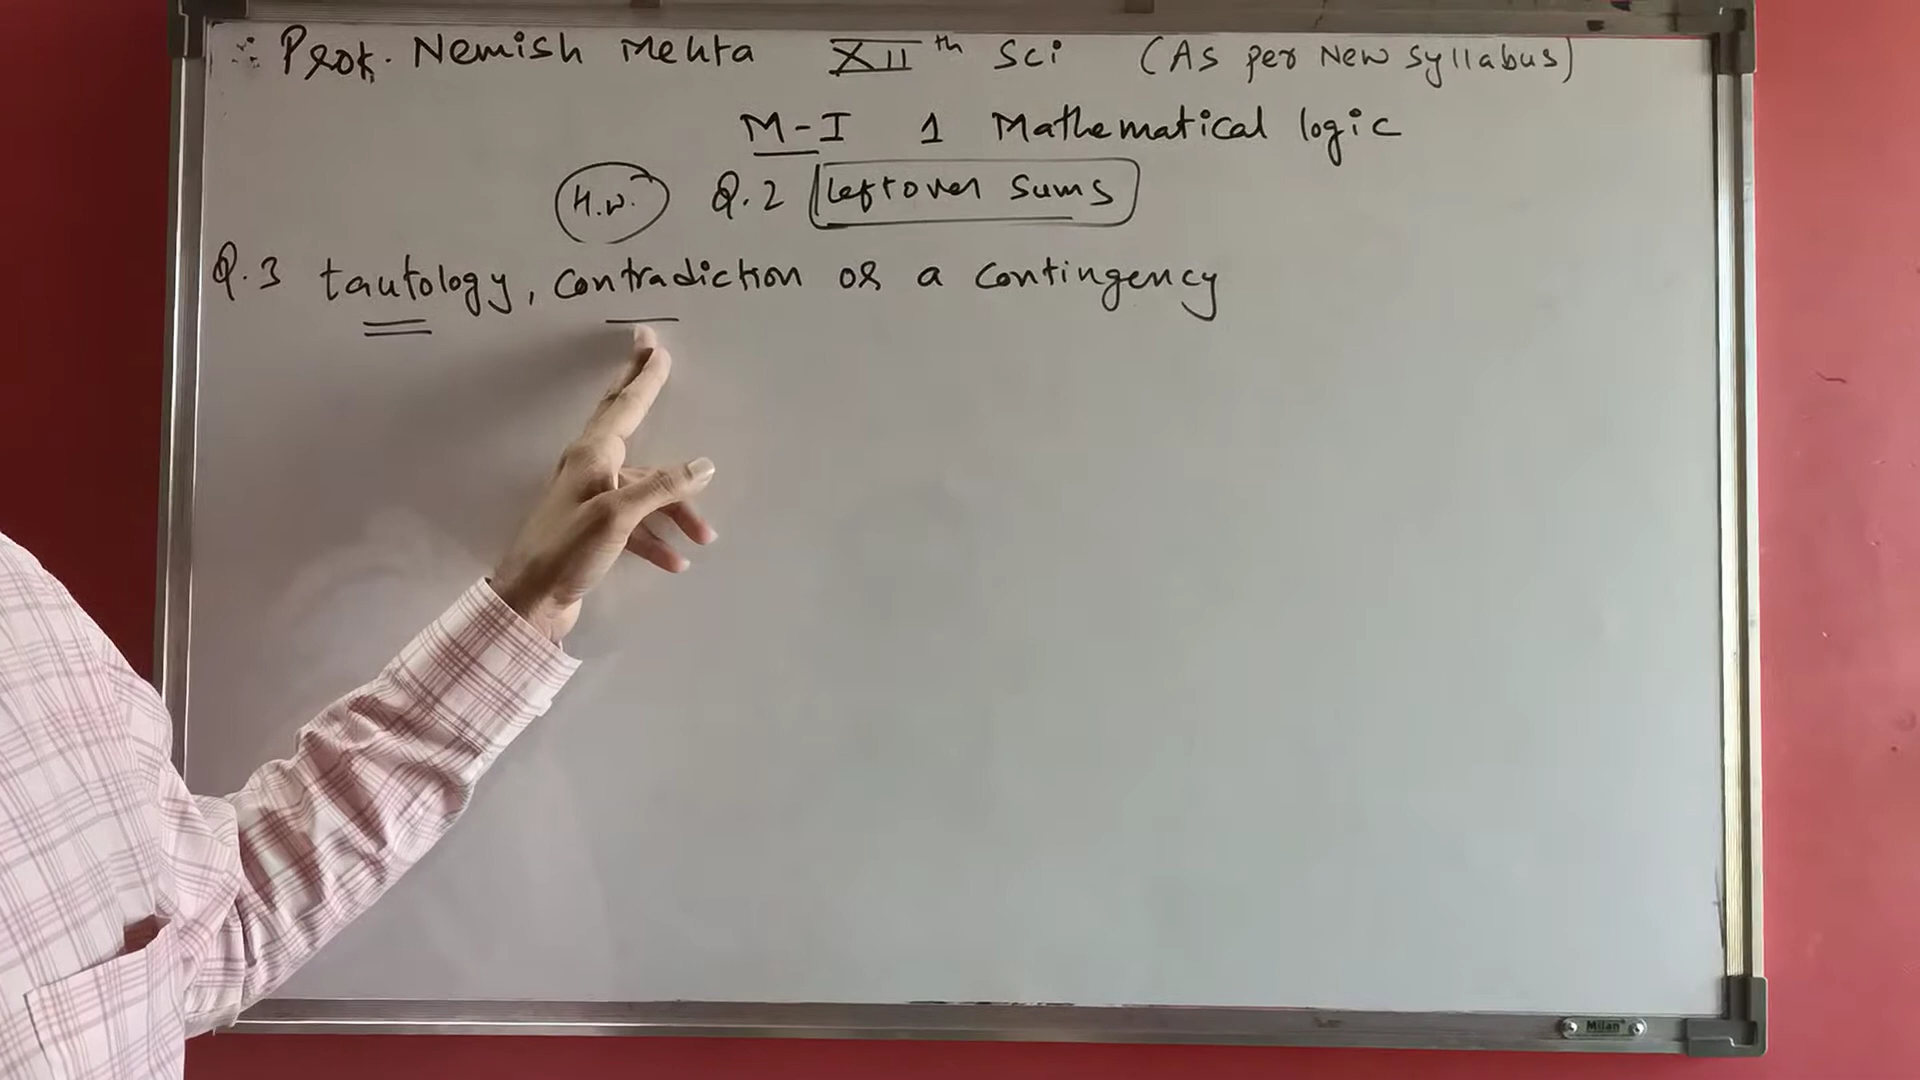 ∴ Prof. Nemish Mehta XIIth Sci (As per New syllabus)
M-I 1 Mathematical logic
H.W. Q.2 leftover sums
Q.3 tautology, contradiction or a contingency
Milan